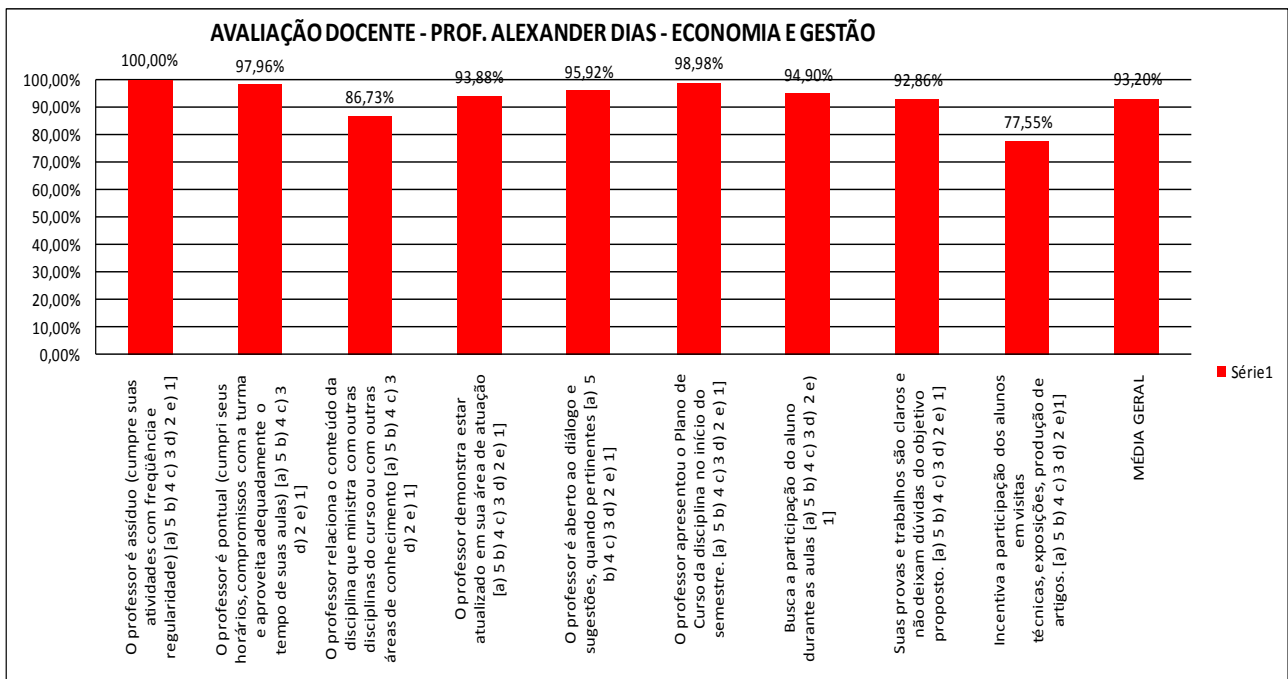 AVALIAÇÃO DOCENTE - PROF. ALEXANDER DIAS - ECONOMIA E GESTÃO
100,00%
97,96%
86,73%
93,88%
95,92%
98,98%
94,90%
92,86%
77,55%
93,20%
100,00%
90,00%
80,00%
70,00%
60,00%
50,00%
40,00%
30,00%
20,00%
10,00%
0,00%
O professor é assíduo (cumpre suas
atividades com freqüência e
regularidade) [a) 5 b) 4 c) 3 d) 2 e) 1]
O professor é pontual (cumpri seus
horários, compromissos com a turma
e aproveita adequadamente o
tempo de suas aulas) [a) 5 b) 4 c) 3
d) 2 e) 1]
O professor relaciona o conteúdo da
disciplina que ministra com outras
disciplinas do curso ou com outras
áreas de conhecimento [a) 5 b) 4 c) 3
d) 2 e) 1]
O professor demonstra estar
atualizado em sua área de atuação
[a) 5 b) 4 c) 3 d) 2 e) 1]
O professor é aberto ao diálogo e
sugestões, quando pertinentes [a) 5
b) 4 c) 3 d) 2 e) 1]
O professor apresentou o Plano de
Curso da disciplina no início do
semestre. [a) 5 b) 4 c) 3 d) 2 e) 1]
Busca a participação do aluno
durante as aulas [a) 5 b) 4 c) 3 d) 2 e)
1]
Suas provas e trabalhos são claros e
não deixam dúvidas do objetivo
proposto. [a) 5 b) 4 c) 3 d) 2 e) 1]
Incentiva a participação dos alunos
em visitas
técnicas, exposições, produção de
artigos. [a) 5 b) 4 c) 3 d) 2 e) 1]
MÉDIA GERAL
Série1